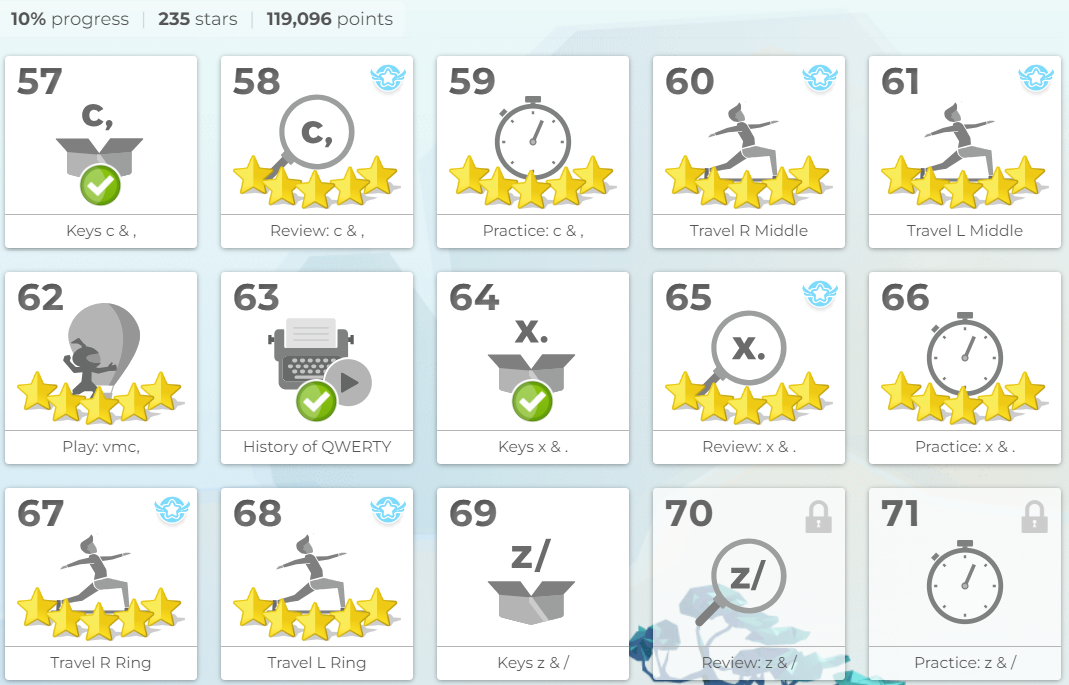 10% progress | 235 stars | 119,096 points
57 58 59 60 61
c, c,
Keys c & , Review: c & , Practice: c & , Travel R Middle Travel L Middle
62 63 64 65 66
x. x.
Play: vmc, History of QWERTY Keys x & . Review: x & . Practice: x & .
67 68 69 70 71
z/ z/
Travel R Ring Travel L Ring Keys z & / Review: z & / Practice: z & /